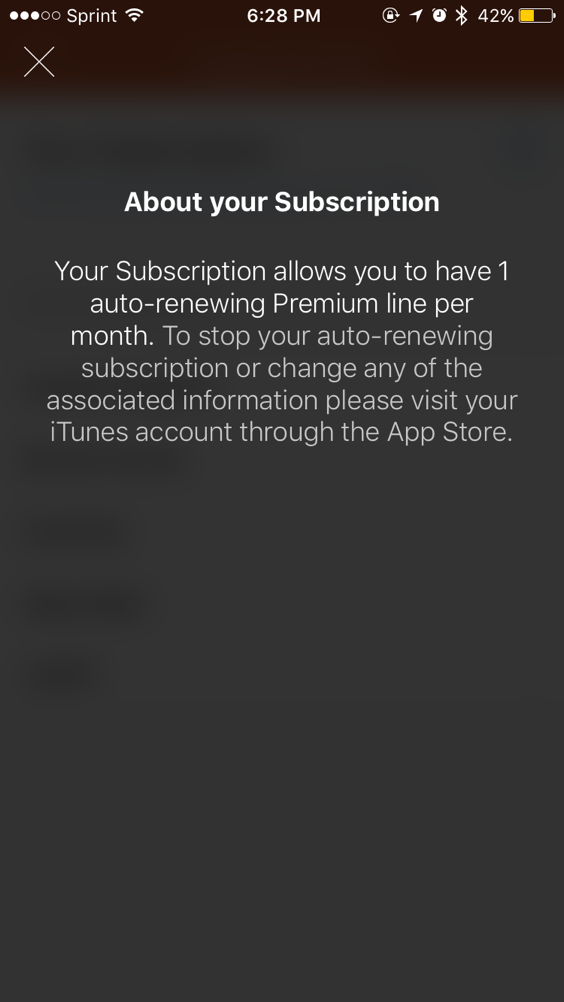 Sprint 6:28 PM 42%
About your Subscription
Your Subscription allows you to have 1
auto-renewing Premium line per
month. To stop your auto-renewing
subscription or change any of the
associated information please visit your
iTunes account through the App Store.